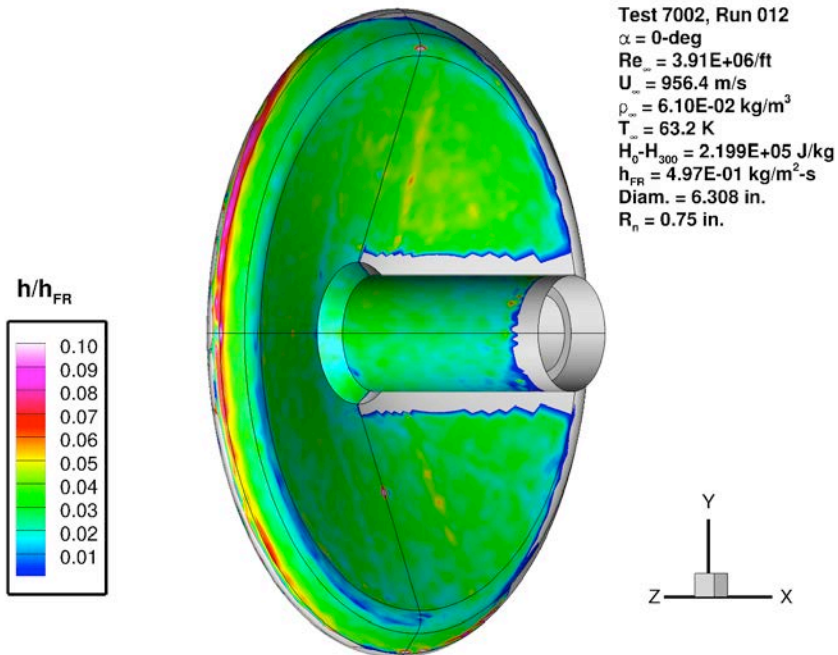 Test 7002, Run 012
α = 0-deg
Re∞ = 3.91E+06/ft
U∞ = 956.4 m/s
ρ∞ = 6.10E-02 kg/m³
T∞ = 63.2 K
H₀-H₃₀₀ = 2.199E+05 J/kg
h_FR = 4.97E-01 kg/m²-s
Diam. = 6.308 in.
Rₙ = 0.75 in.
h/h_FR
0.10
0.09
0.08
0.07
0.06
0.05
0.04
0.03
0.02
0.01
Y
Z X